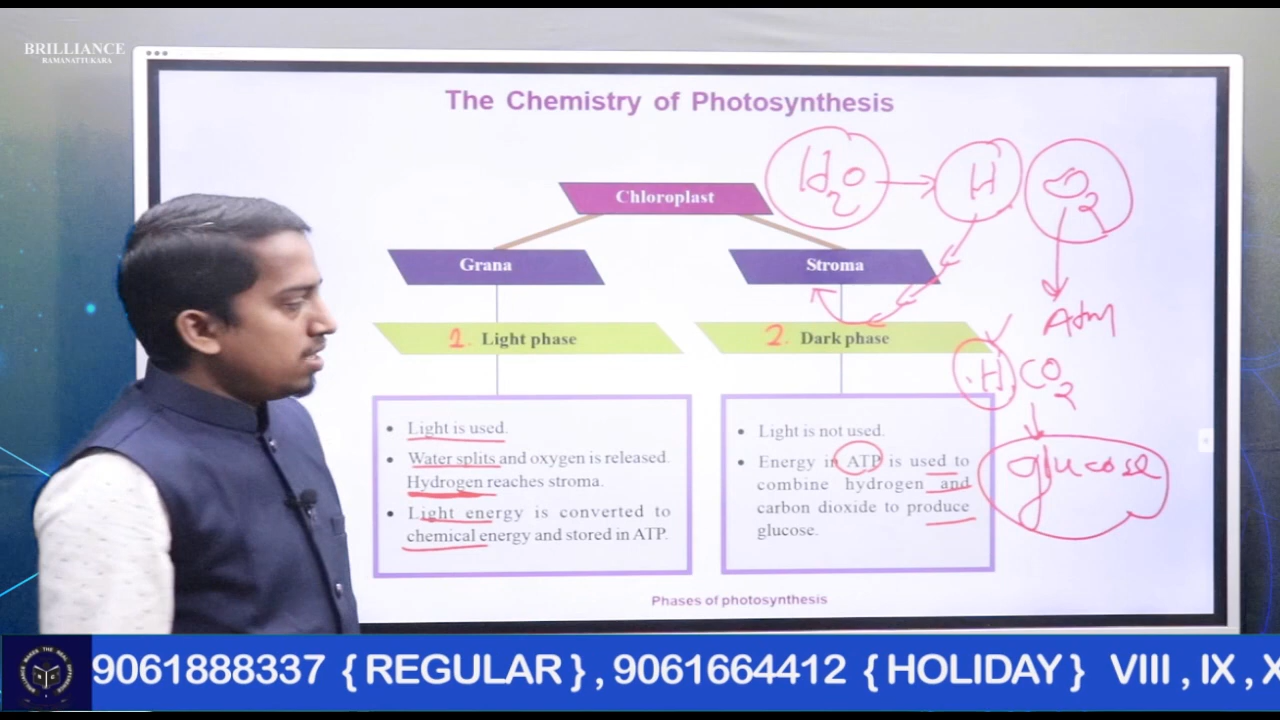 BRILLIANCE
RAMANATTUKARA
The Chemistry of Photosynthesis
Chloroplast
H2O → H O2
Grana
Stroma
Atm
1. Light phase
2. Dark phase
H CO2
glucose
• Light is used.
• Water splits and oxygen is released.
Hydrogen reaches stroma.
• Light energy is converted to
chemical energy and stored in ATP.
• Light is not used.
• Energy in ATP is used to
combine hydrogen and
carbon dioxide to produce
glucose.
Phases of photosynthesis
9061888337 {REGULAR} , 9061664412 {HOLIDAY} VIII , IX , X